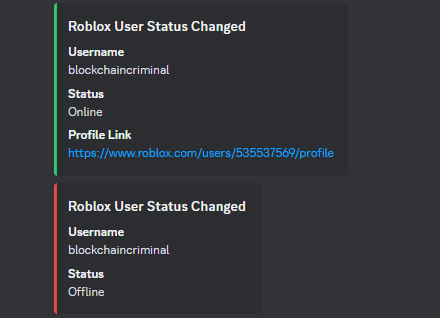 Roblox User Status Changed
Username
blockchaincriminal
Status
Online
Profile Link
https://www.roblox.com/users/535537569/profile
Roblox User Status Changed
Username
blockchaincriminal
Status
Offline